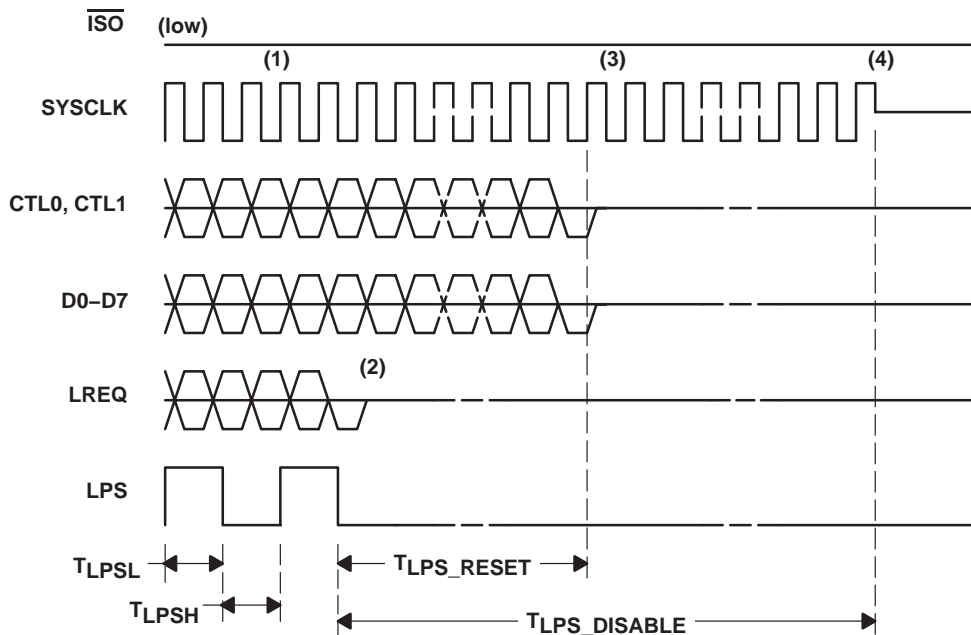 ISO (low)
(1) (3) (4)
SYSCLK
CTL0, CTL1
D0–D7
(2)
LREQ
LPS
TLPSL TLPS_RESET
TLPSH TLPS_DISABLE